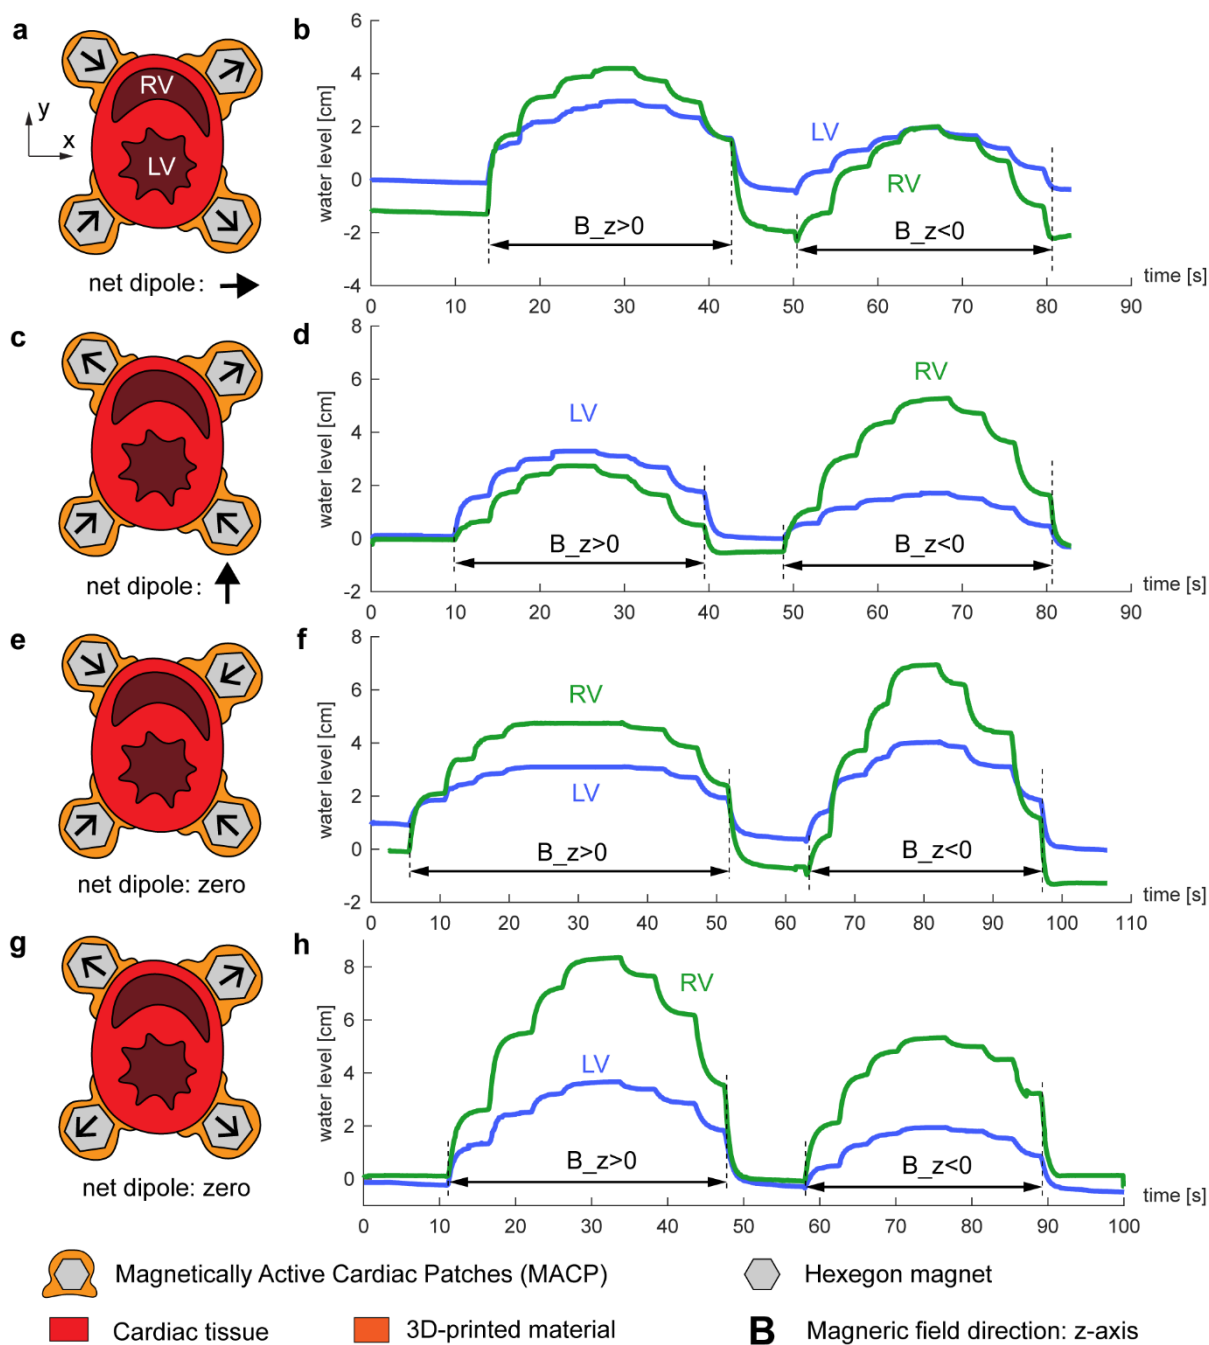 a
RV
y
x
LV
net dipole:
b
6
4
2
0
-2
-4
water level [cm]
LV
RV
B_z>0
B_z<0
time [s]
0 10 20 30 40 50 60 70 80 90
c
net dipole:
d
8
6
4
2
0
-2
water level [cm]
RV
LV
B_z>0
B_z<0
time [s]
0 10 20 30 40 50 60 70 80 90
e
net dipole: zero
f
8
6
4
2
0
-2
water level [cm]
RV
LV
B_z>0
B_z<0
time [s]
0 10 20 30 40 50 60 70 80 90 100 110
g
net dipole: zero
h
8
6
4
2
0
water level [cm]
RV
LV
B_z>0
B_z<0
time [s]
0 10 20 30 40 50 60 70 80 90 100
Magnetically Active Cardiac Patches (MACP)
Hexegon magnet
Cardiac tissue
3D-printed material
B Magneric field direction: z-axis